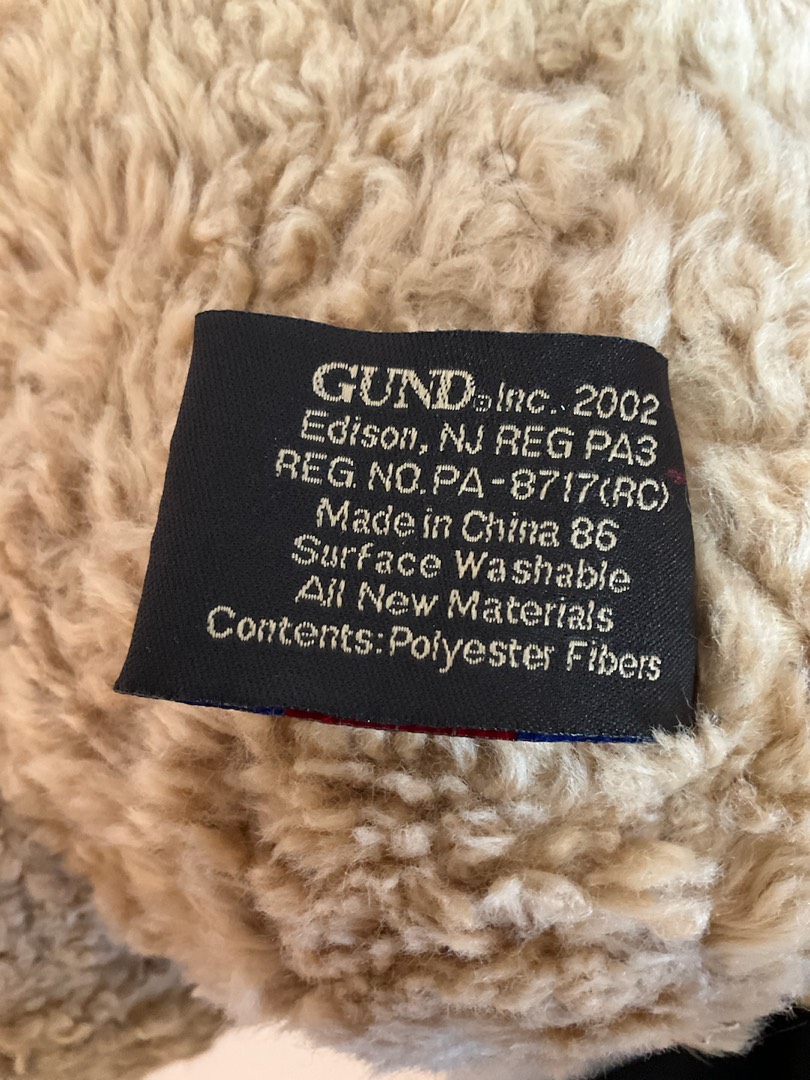 GUND® Inc. 2002
Edison, NJ REG PA3
REG. NO. PA-8717(RC)
Made in China 86
Surface Washable
All New Materials
Contents: Polyester Fibers